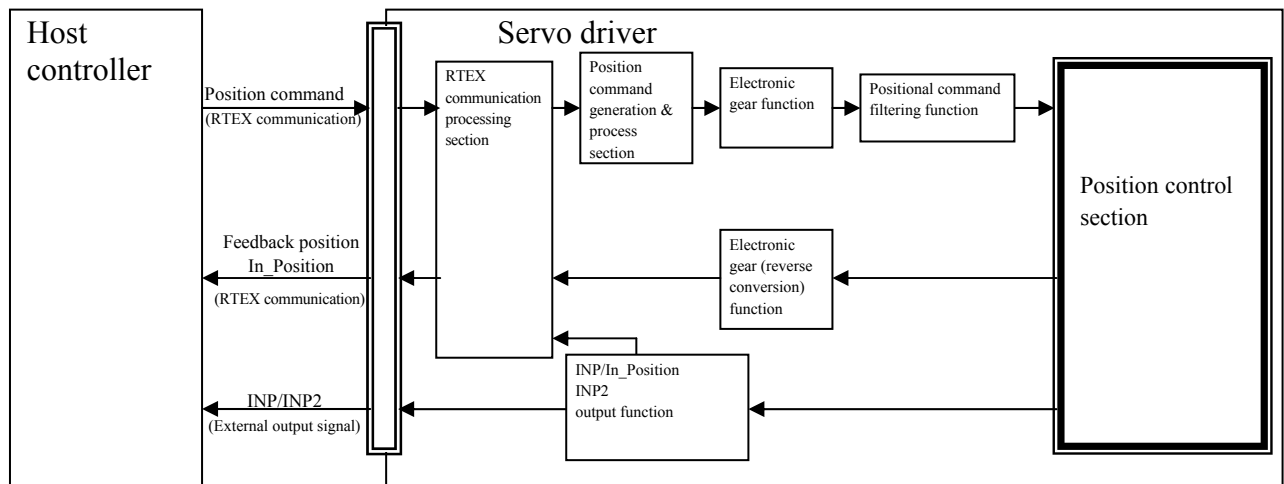 Host
controller
Servo driver
Position command
(RTEX communication)
RTEX
communication
processing
section
Position
command
generation &
process
section
Electronic
gear function
Positional command
filtering function
Position control
section
Feedback position
In_Position
(RTEX communication)
Electronic
gear (reverse
conversion)
function
INP/In_Position
INP2
output function
INP/INP2
(External output signal)